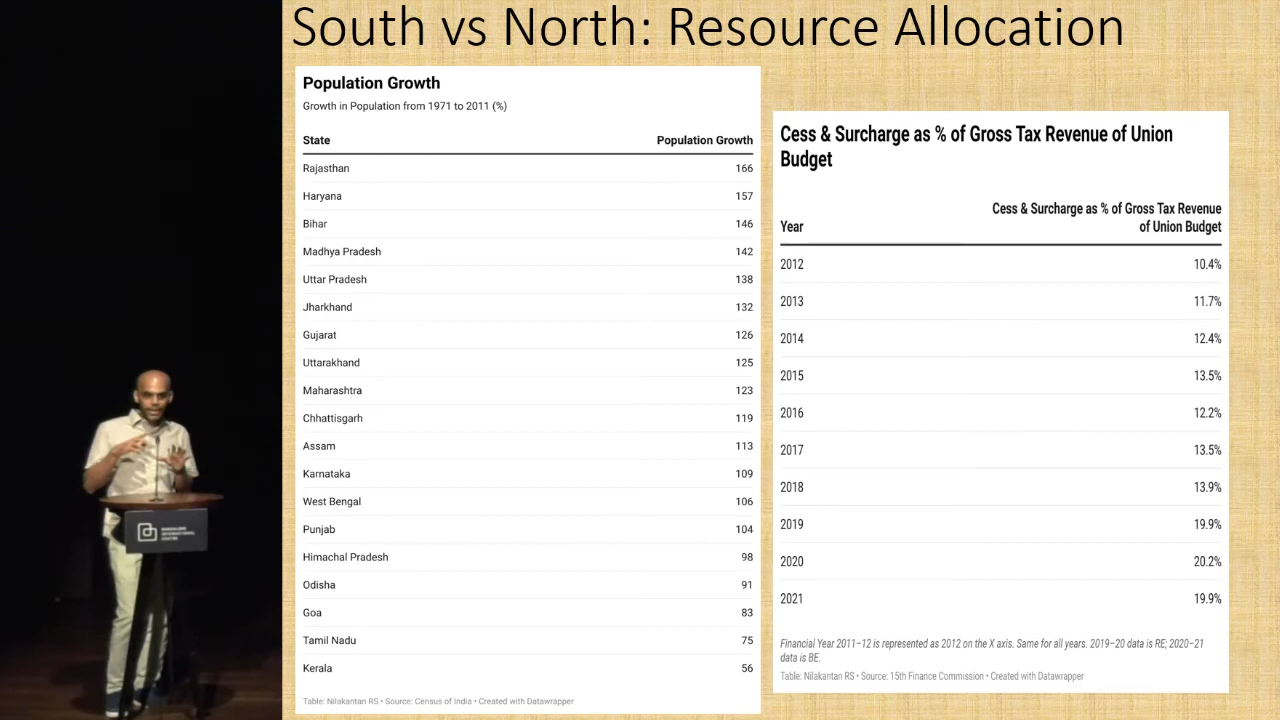 South vs North: Resource Allocation
Population Growth
Growth in Population from 1971 to 2011 (%)
State Population Growth
Rajasthan 166
Haryana 157
Bihar 146
Madhya Pradesh 142
Uttar Pradesh 138
Jharkhand 132
Gujarat 126
Uttarakhand 125
Maharashtra 123
Chhattisgarh 119
Assam 113
Karnataka 109
West Bengal 106
Punjab 104
Himachal Pradesh 98
Odisha 91
Goa 83
Tamil Nadu 75
Kerala 56
Table: Nilakantan RS • Source: Census of India • Created with Datawrapper
Cess & Surcharge as % of Gross Tax Revenue of Union
Budget
Cess & Surcharge as % of Gross Tax Revenue
Year of Union Budget
2012 10.4%
2013 11.7%
2014 12.4%
2015 13.5%
2016 12.2%
2017 13.5%
2018 13.9%
2019 19.9%
2020 20.2%
2021 19.9%
Financial Year 2011–12 is represented as 2012 on the X axis. Same for all years. 2019–20 data is RE; 2020–21
data is BE.
Table: Nilakantan RS • Source: 15th Finance Commission • Created with Datawrapper
BANGALORE
INTERNATIONAL
CENTRE